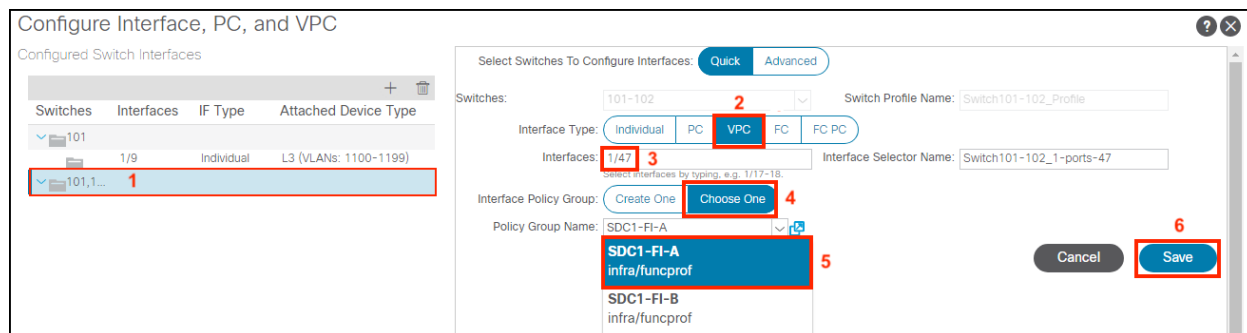 Configure Interface, PC, and VPC
Configured Switch Interfaces
Switches Interfaces IF Type Attached Device Type
101
1/9 Individual L3 (VLANs: 1100-1199)
101,1... 1
Select Switches To Configure Interfaces: Quick Advanced
Switches: 101-102 Switch Profile Name: Switch101-102_Profile
2
Interface Type: Individual PC VPC FC FC PC
Interfaces: 1/47 3 Interface Selector Name: Switch101-102_1-ports-47
Select interfaces by typing, e.g. 1/17-18.
Interface Policy Group: Create One Choose One 4
Policy Group Name: SDC1-FI-A
SDC1-FI-A
infra/funcprof
5
SDC1-FI-B
infra/funcprof
6
Cancel Save